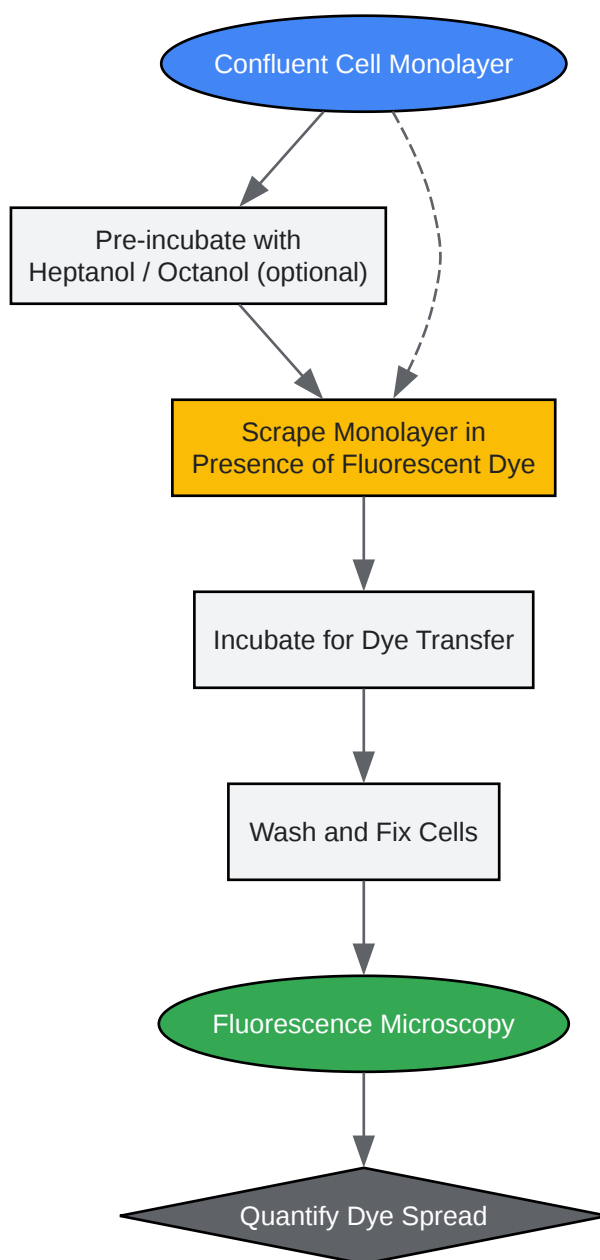 Confluent Cell Monolayer
Pre-incubate with
Heptanol / Octanol (optional)
Scrape Monolayer in
Presence of Fluorescent Dye
Incubate for Dye Transfer
Wash and Fix Cells
Fluorescence Microscopy
Quantify Dye Spread